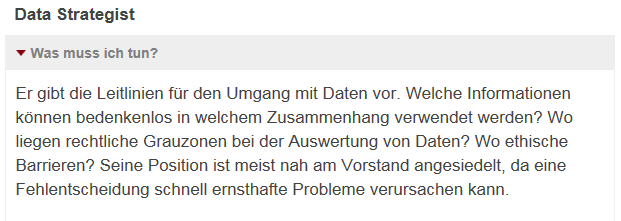 Data Strategist
Was muss ich tun?
Er gibt die Leitlinien für den Umgang mit Daten vor. Welche Informationen
können bedenkenlos in welchem Zusammenhang verwendet werden? Wo
liegen rechtliche Grauzonen bei der Auswertung von Daten? Wo ethische
Barrieren? Seine Position ist meist nah am Vorstand angesiedelt, da eine
Fehlentscheidung schnell ernsthafte Probleme verursachen kann.